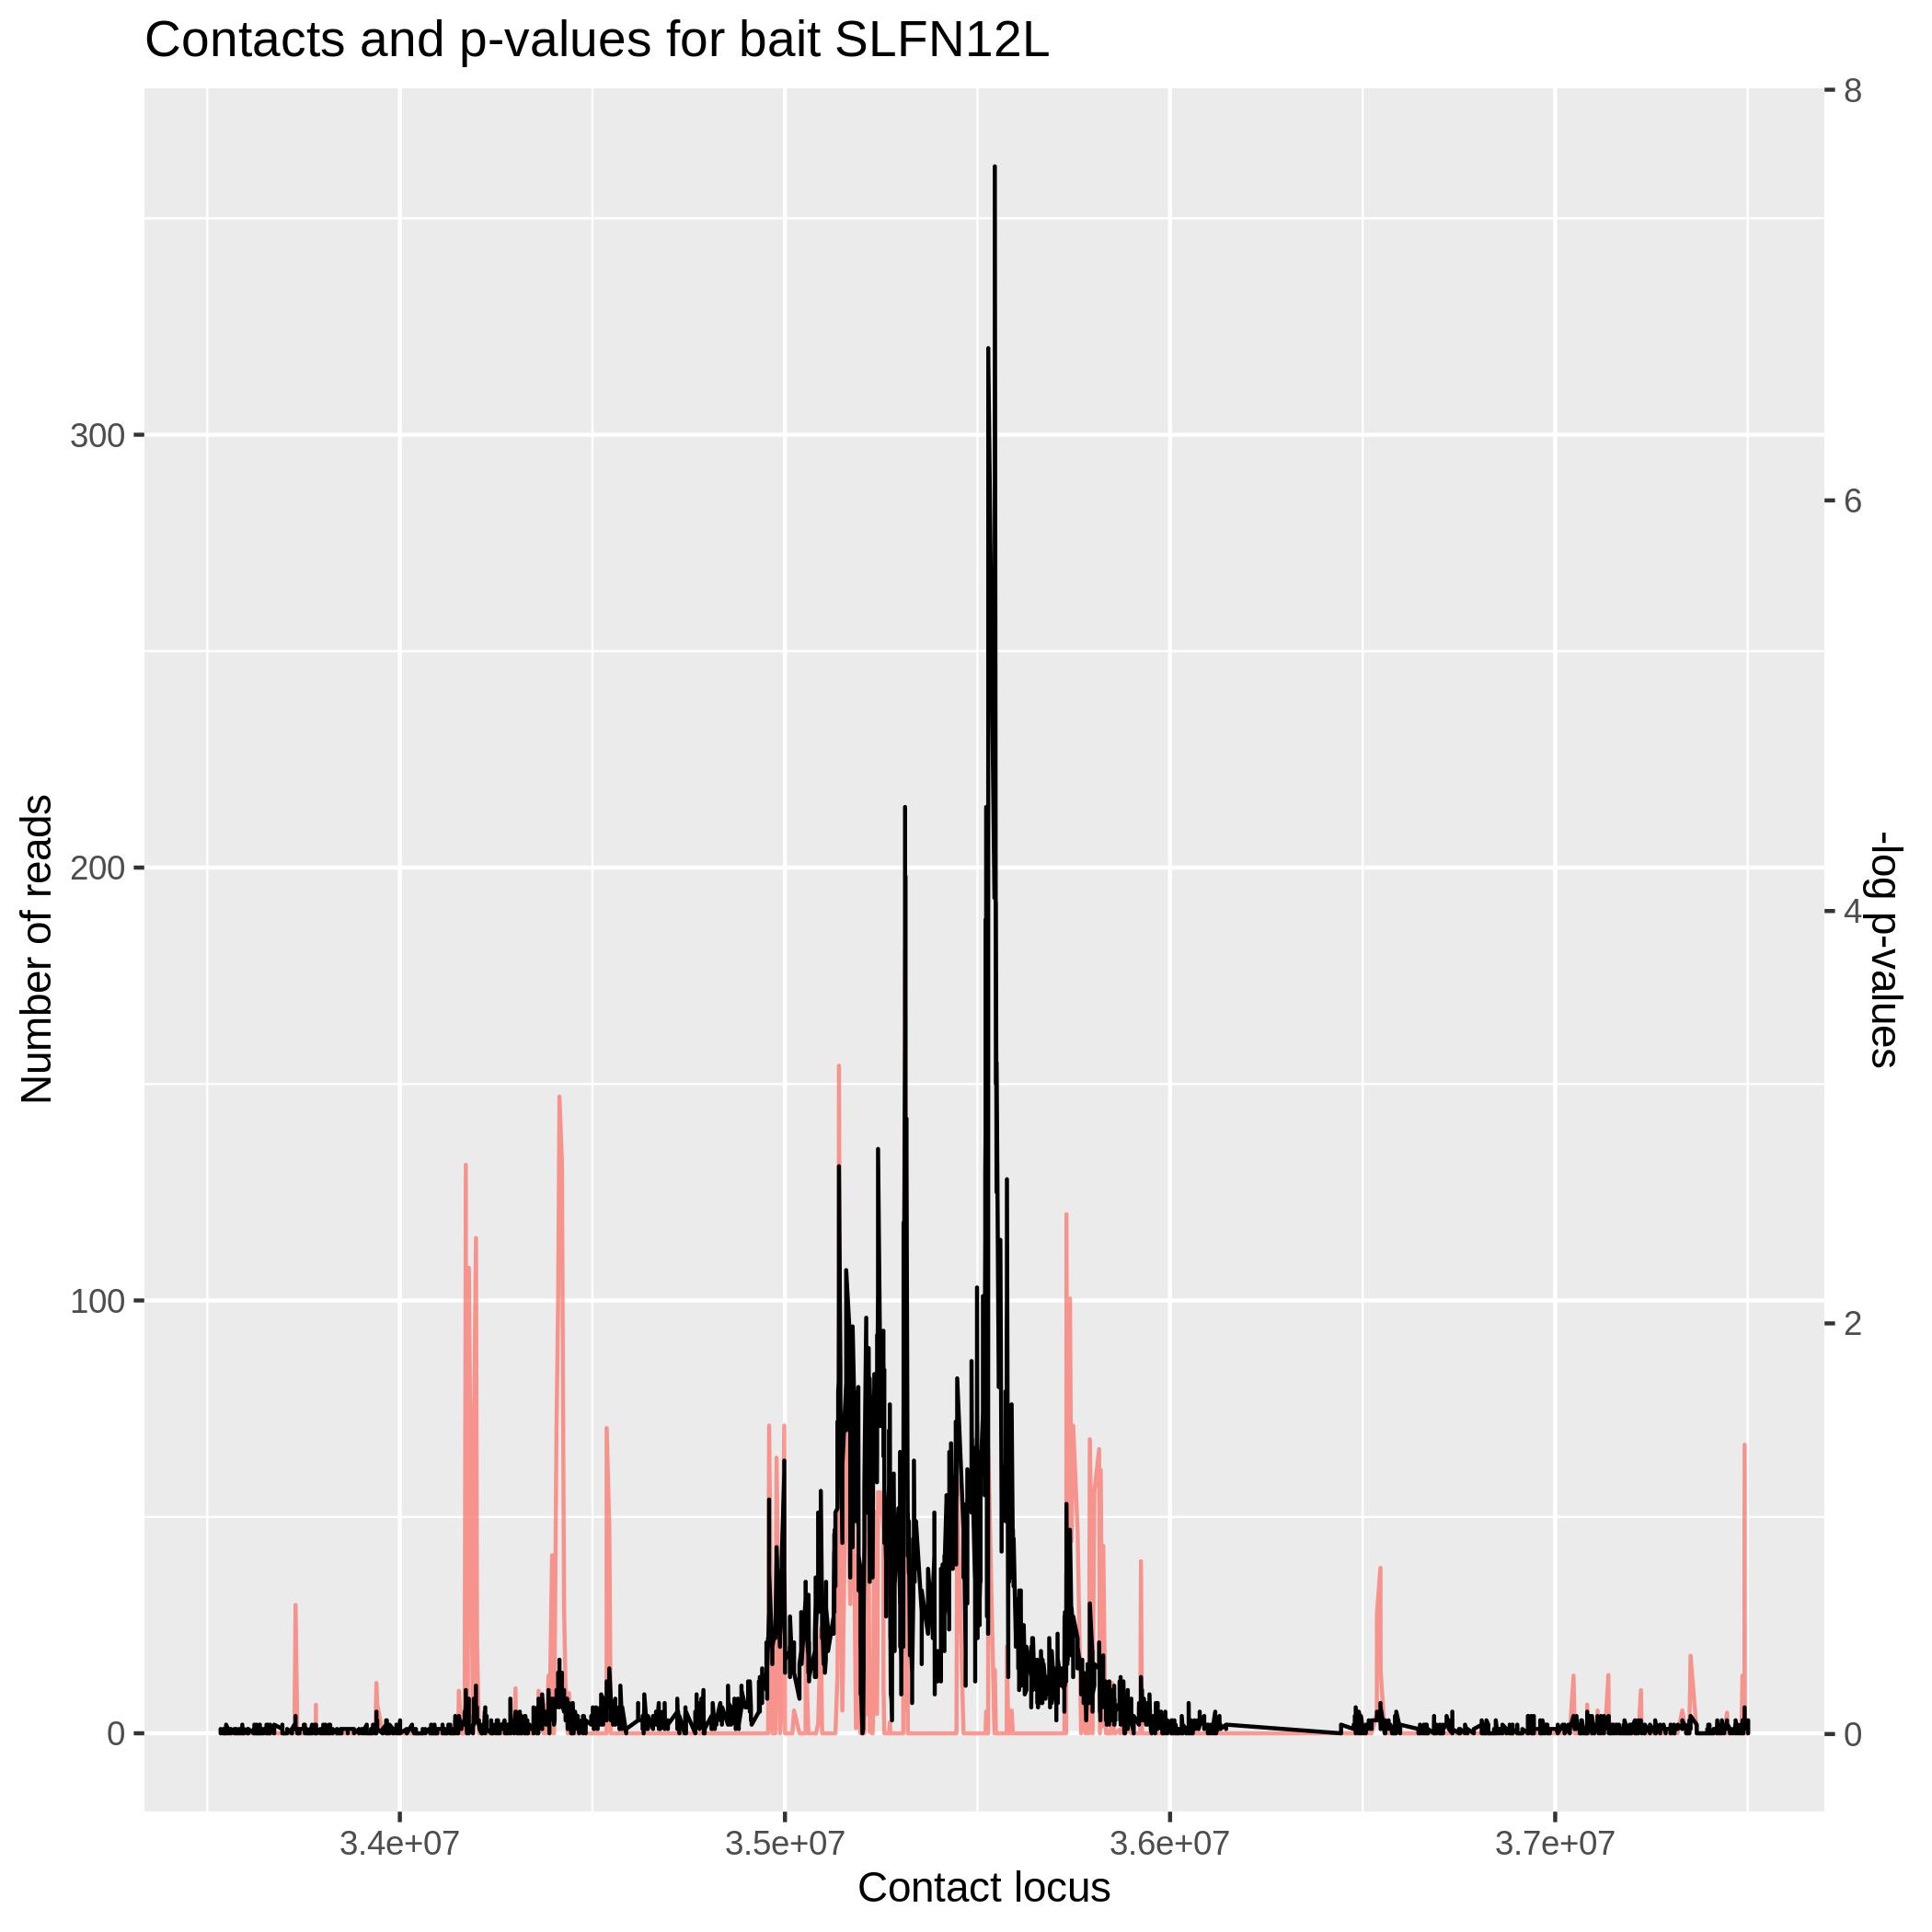 Contacts and p-values for bait SLFN12L
Number of reads
300
200
100
0
8
6
4
2
0
-log p-values
3.4e+07
3.5e+07
3.6e+07
3.7e+07
Contact locus